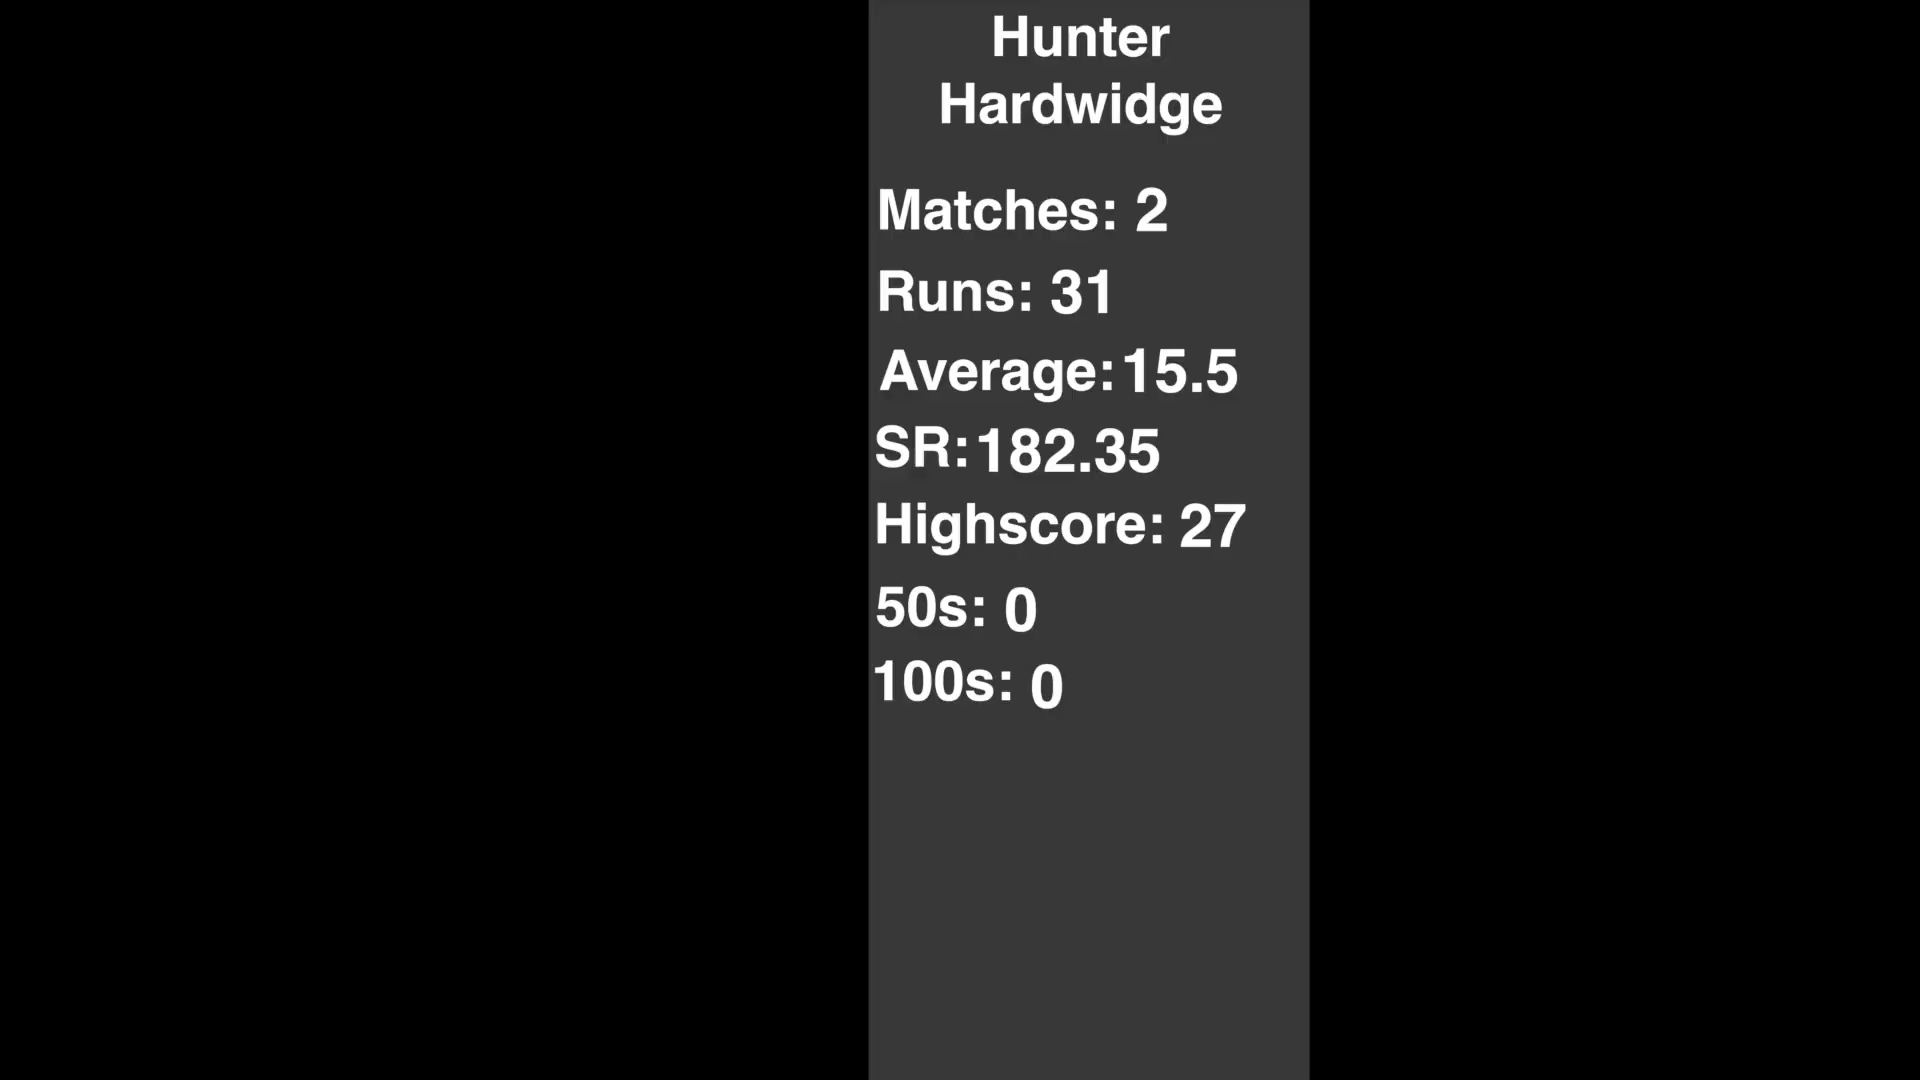 Hunter
Hardwidge
Matches: 2
Runs: 31
Average: 15.5
SR: 182.35
Highscore: 27
50s: 0
100s: 0